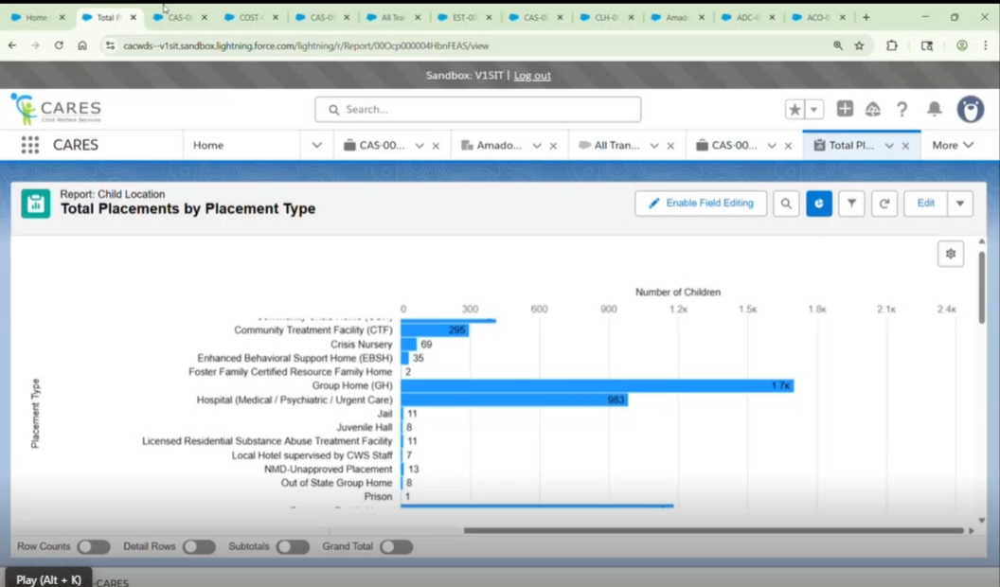 Home
Total P
CAS-0
COST-
CAS-0
All Tra
EST-00
CAS-0
CLH-0
Amad
ADC-0
ACO-0
cacwds--v1sit.sandbox.lightning.force.com/lightning/r/Report/00Ocp000004HbnFEAS/view
Sandbox: V1SIT | Log out
CARES
Child Welfare Services
Search...
CARES
Home
CAS-00...
Amado...
All Tran...
CAS-00...
Total Pl...
More
Report: Child Location
Total Placements by Placement Type
Enable Field Editing
Edit
Number of Children
0 300 600 900 1.2K 1.5K 1.8K 2.1K 2.4K
Placement Type
Community Treatment Facility (CTF) 295
Crisis Nursery 69
Enhanced Behavioral Support Home (EBSH) 35
Foster Family Certified Resource Family Home 2
Group Home (GH) 1.7K
Hospital (Medical / Psychiatric / Urgent Care) 983
Jail 11
Juvenile Hall 8
Licensed Residential Substance Abuse Treatment Facility 11
Local Hotel supervised by CWS Staff 7
NMD-Unapproved Placement 13
Out of State Group Home 8
Prison 1
Row Counts
Detail Rows
Subtotals
Grand Total
Play (Alt + K)
-CARES